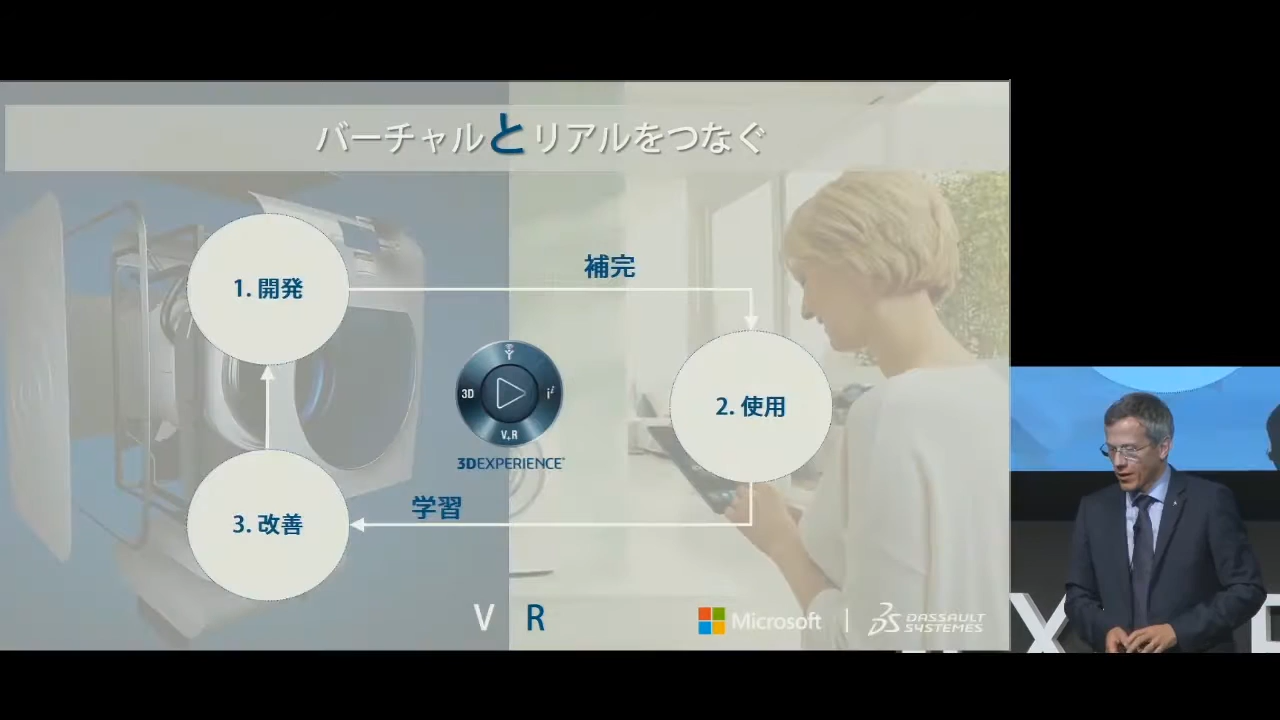 バーチャルとリアルをつなぐ
1. 開発
補完
3D
i²
V,R
3DEXPERIENCE
2. 使用
学習
3. 改善
V R
Microsoft
DASSAULT
SYSTEMES